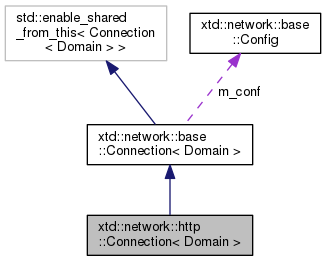 std::enable_shared
_from_this< Connection
< Domain > >
xtd::network::base
::Config
m_conf
xtd::network::base
::Connection< Domain >
xtd::network::http
::Connection< Domain >